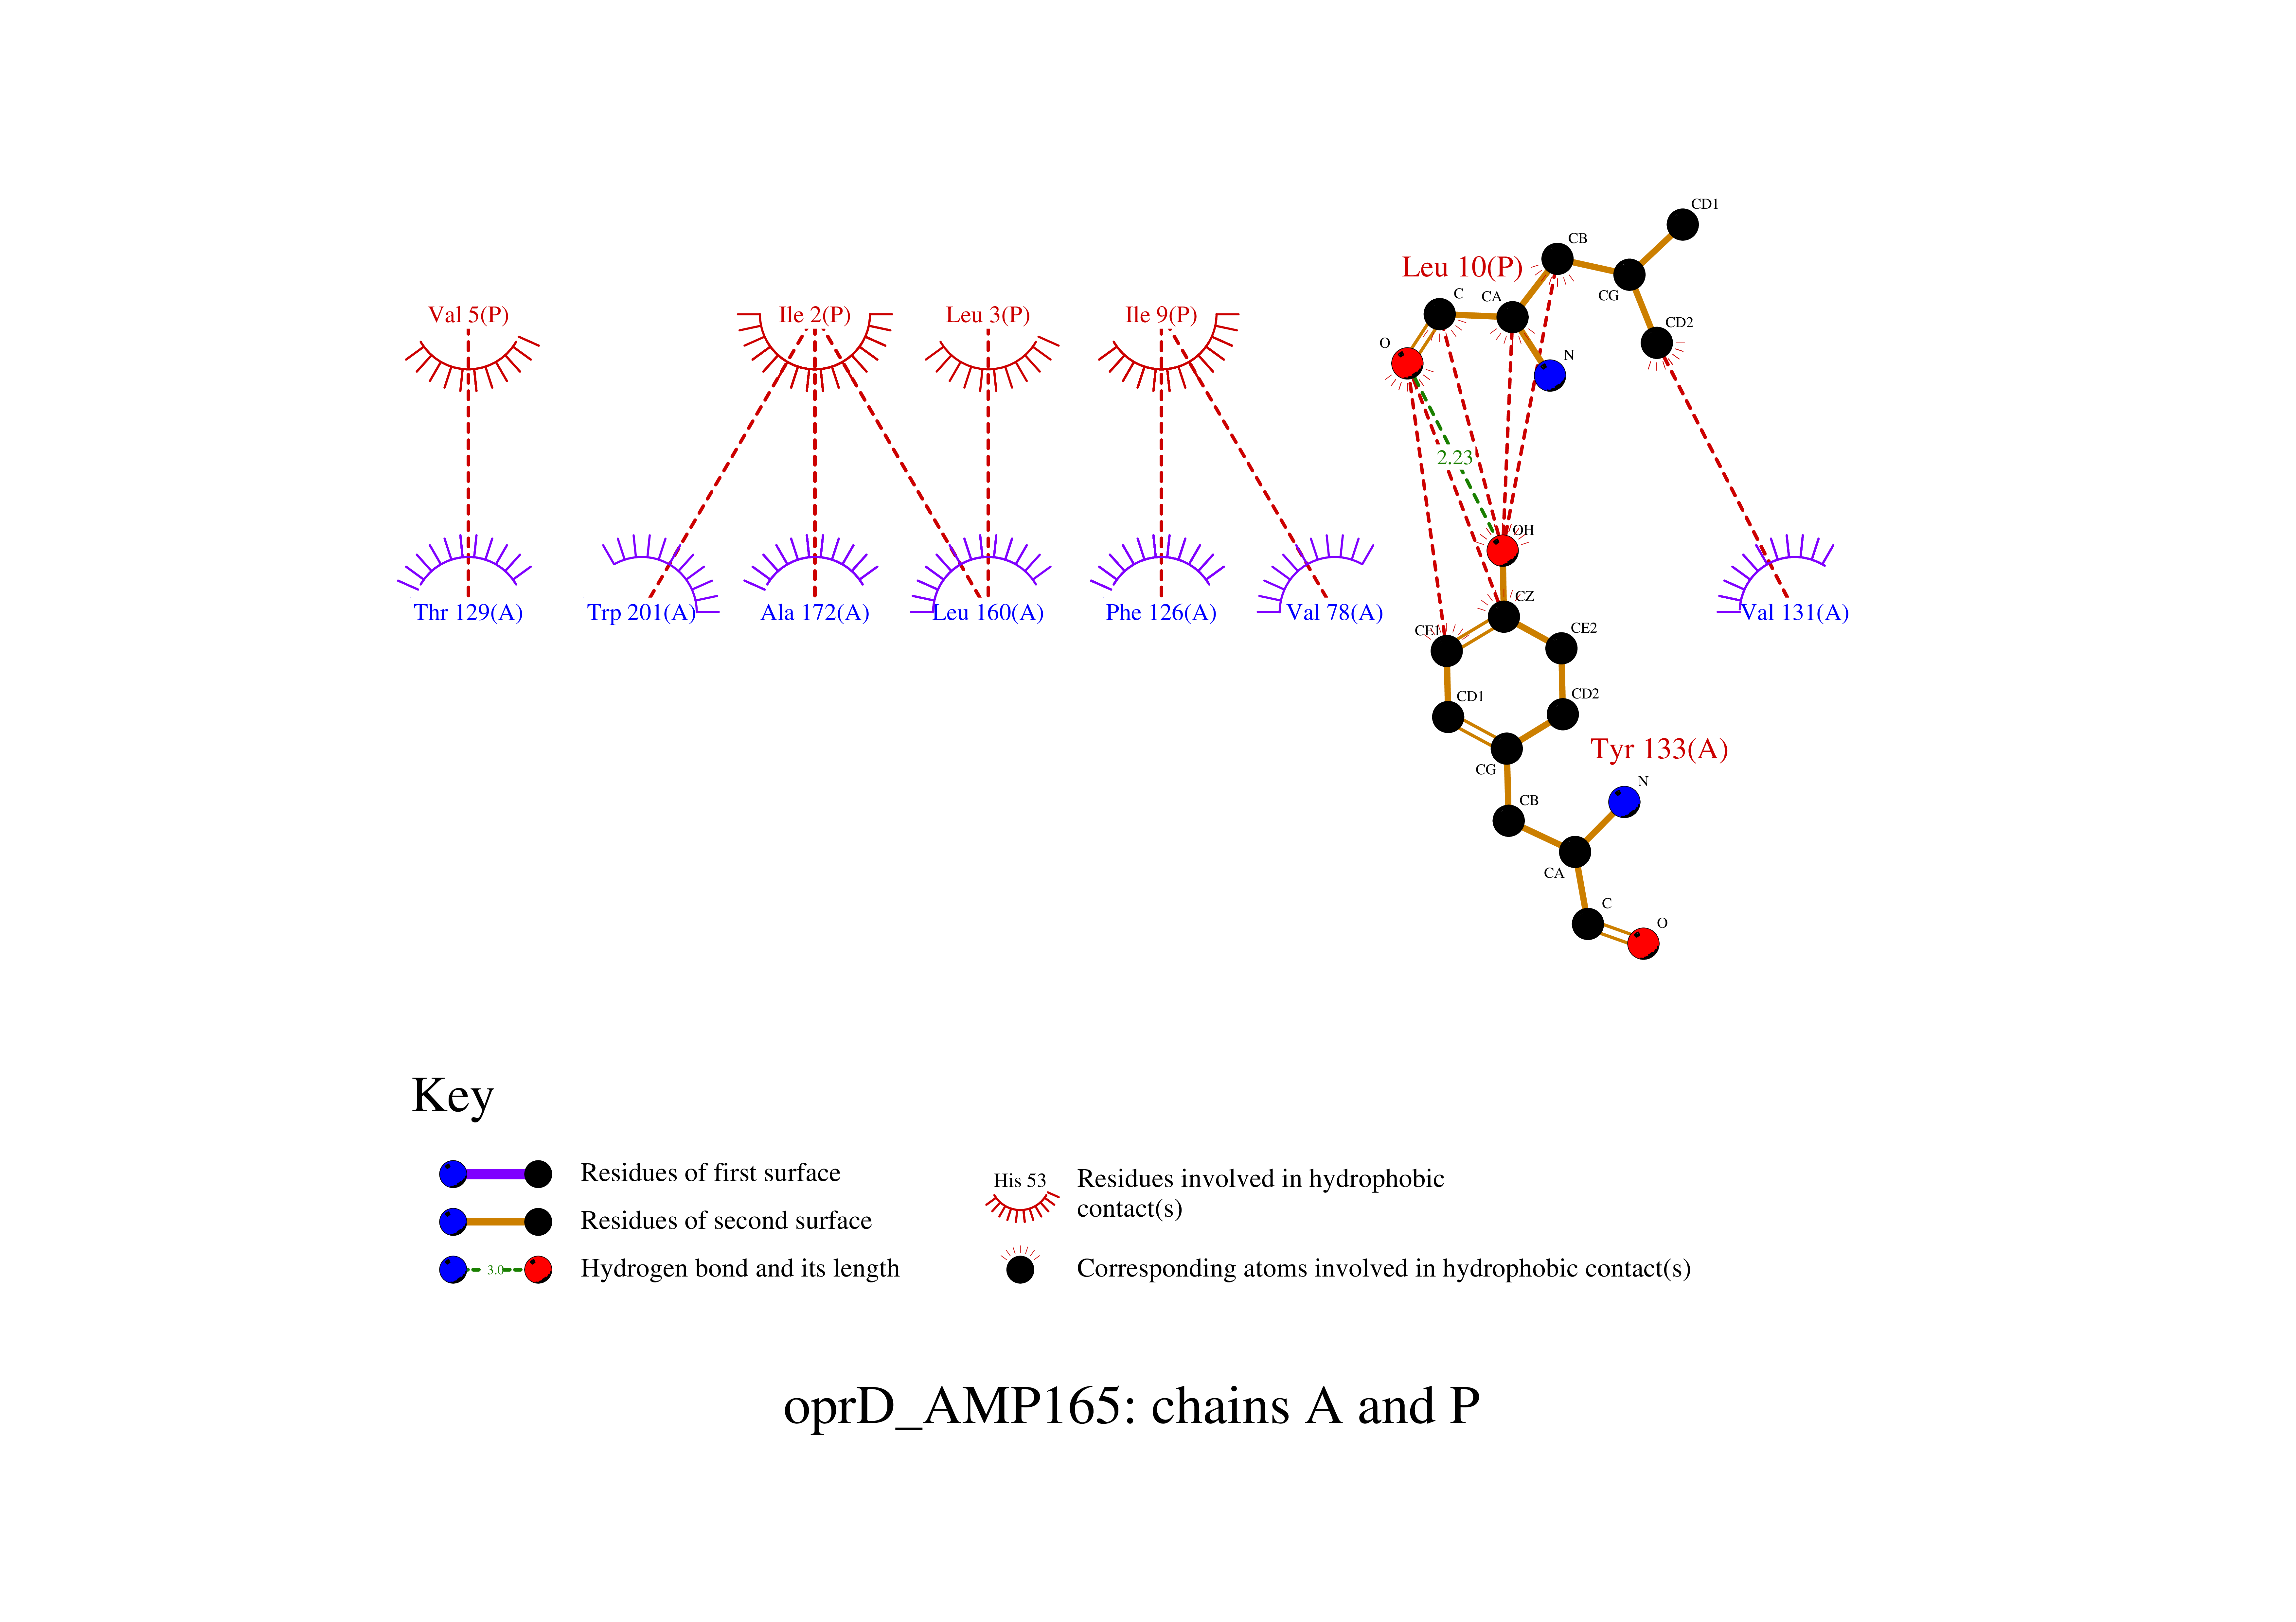 CD1
CB
Leu 10(P)
C
CA
CG
Val 5(P)
Ile 2(P)
Leu 3(P)
Ile 9(P)
CD2
O
N
2.23
OH
CZ
Thr 129(A)
Trp 201(A)
Ala 172(A)
Leu 160(A)
Phe 126(A)
Val 78(A)
Val 131(A)
CE1
CE2
CD1
CD2
Tyr 133(A)
CG
N
CB
CA
C
O
Key
Residues of first surface
Residues of second surface
3.0
Hydrogen bond and its length
His 53
Residues involved in hydrophobic
contact(s)
Corresponding atoms involved in hydrophobic contact(s)
oprD_AMP165: chains A and P